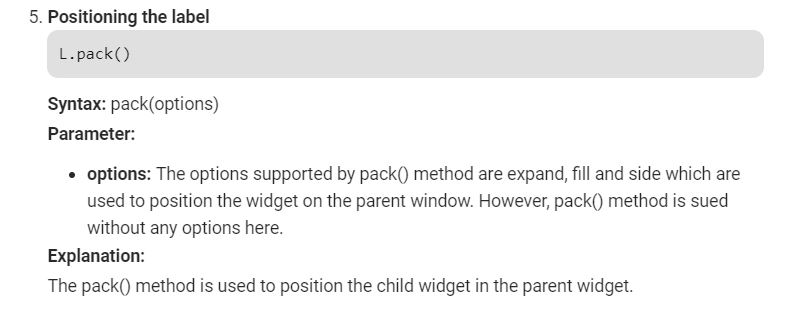 5. Positioning the label
L.pack()
Syntax: pack(options)
Parameter:
• options: The options supported by pack() method are expand, fill and side which are
used to position the widget on the parent window. However, pack() method is sued
without any options here.
Explanation:
The pack() method is used to position the child widget in the parent widget.